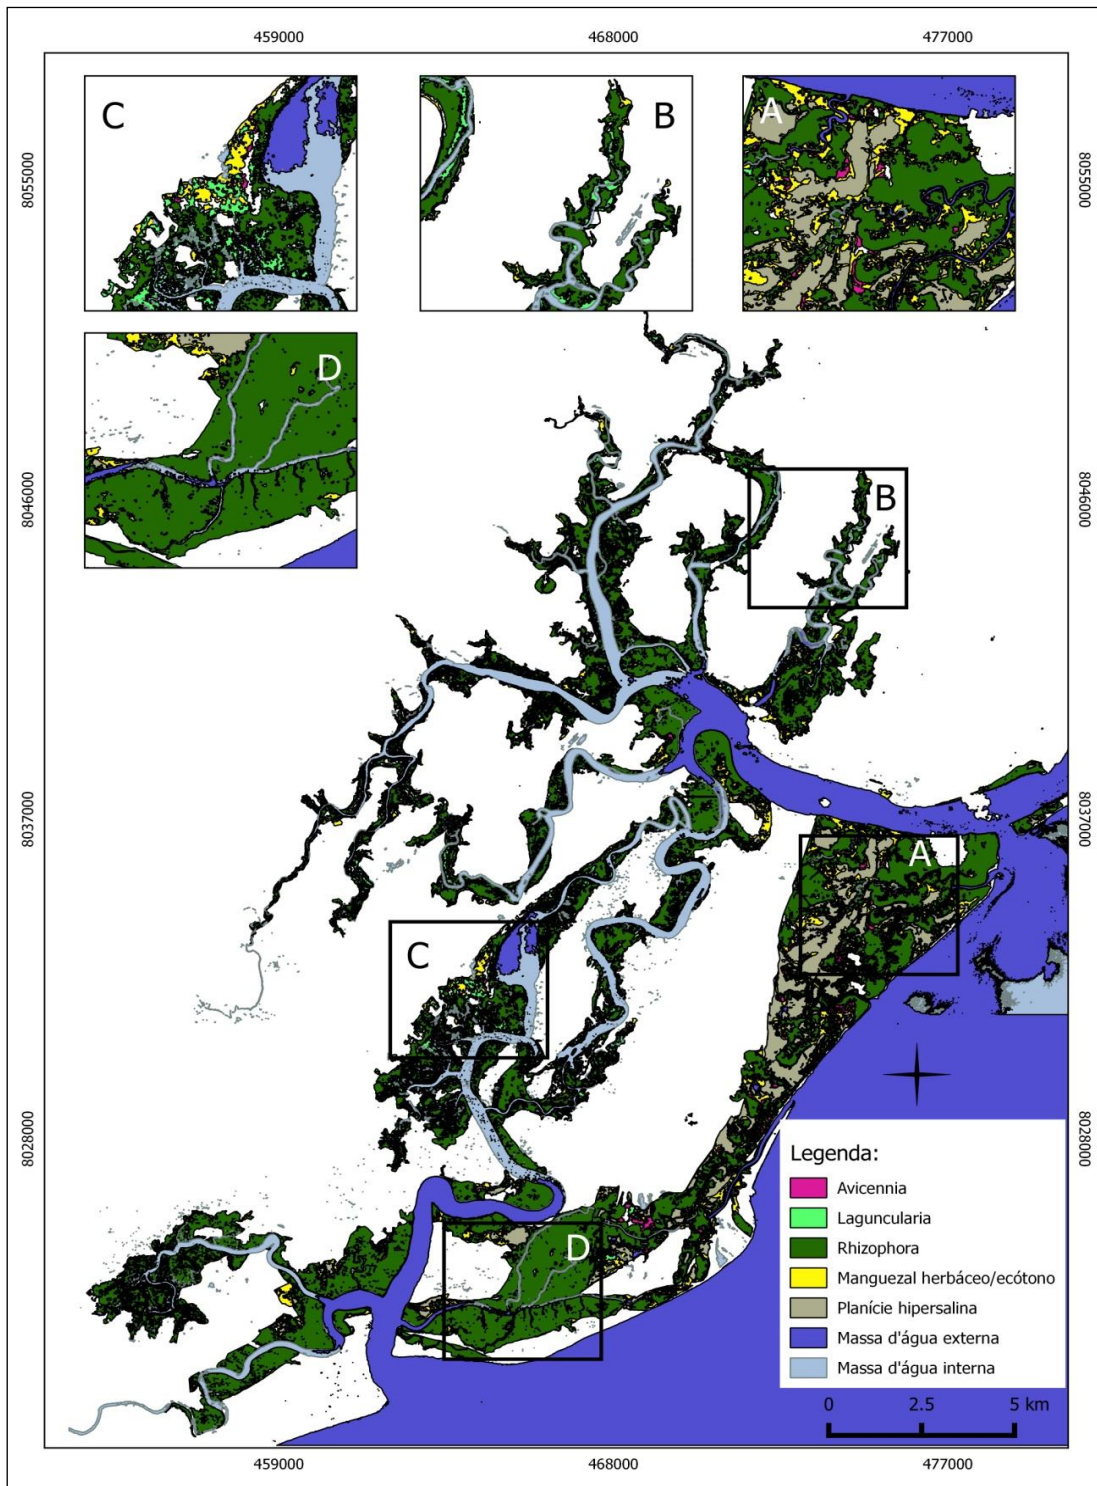 459000
468000
477000
C
B
A
8055000
8055000
D
8046000
8046000
B
8037000
8037000
A
C
8028000
8028000
D
Legenda:
Avicennia
Laguncularia
Rhizophora
Manguezal herbáceo/ecótono
Planície hipersalina
Massa d'água externa
Massa d'água interna
0 2.5 5 km
459000
468000
477000